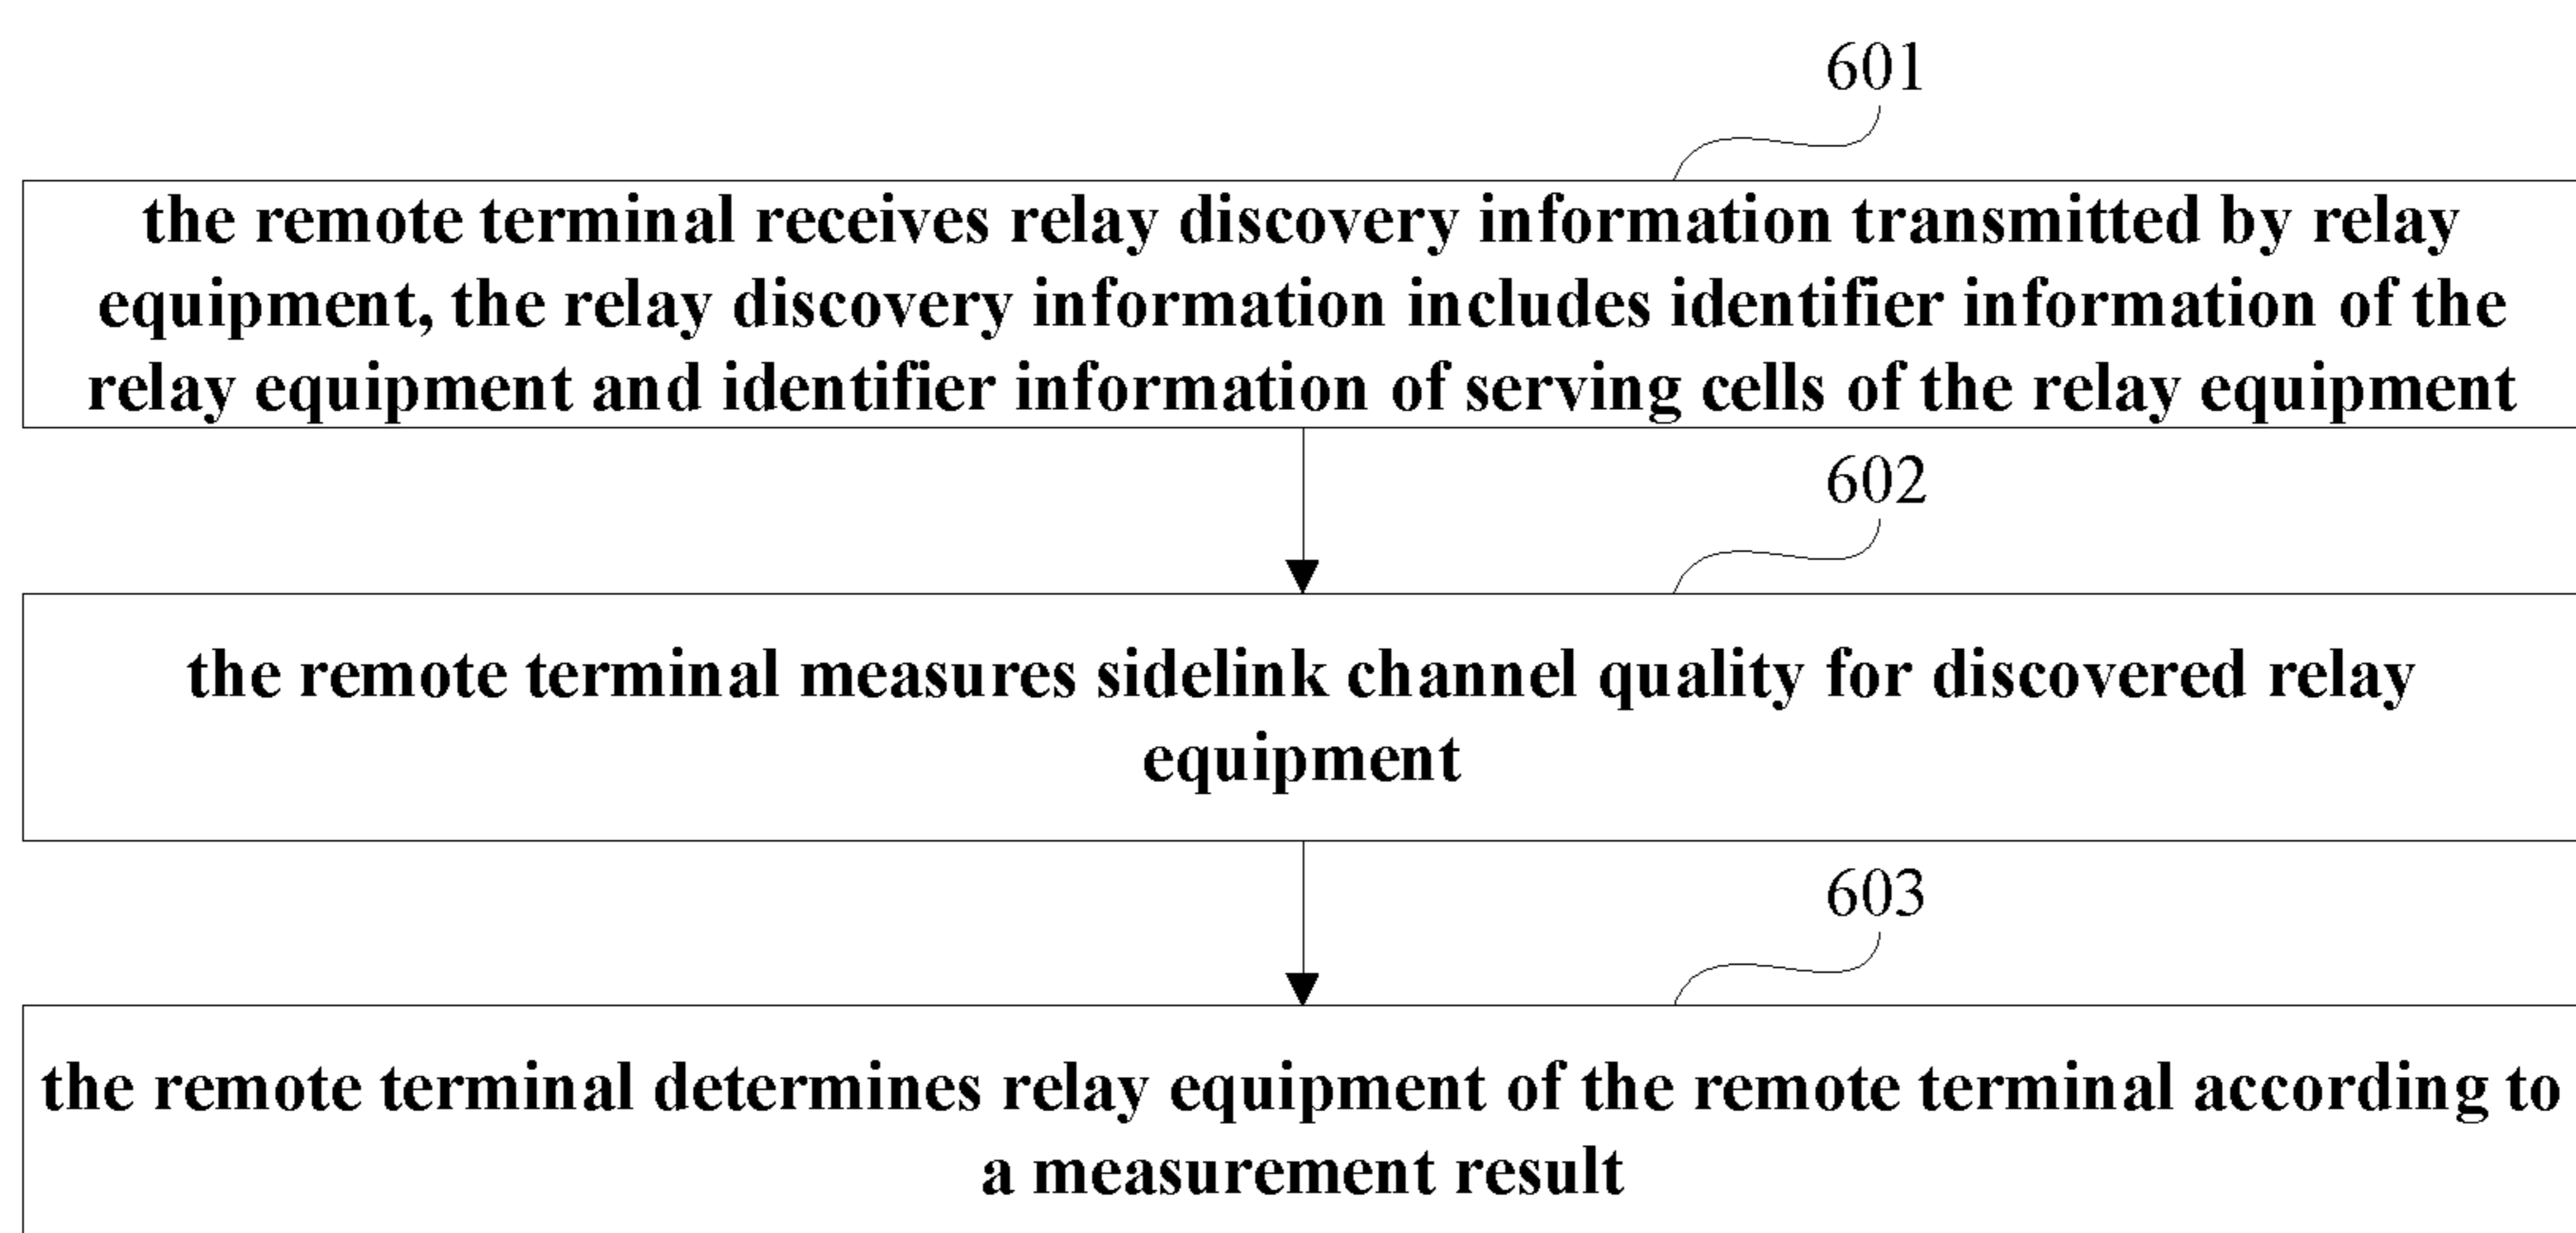 601
the remote terminal receives relay discovery information transmitted by relay
equipment, the relay discovery information includes identifier information of the
relay equipment and identifier information of serving cells of the relay equipment
602
the remote terminal measures sidelink channel quality for discovered relay
equipment
603
the remote terminal determines relay equipment of the remote terminal according to
a measurement result